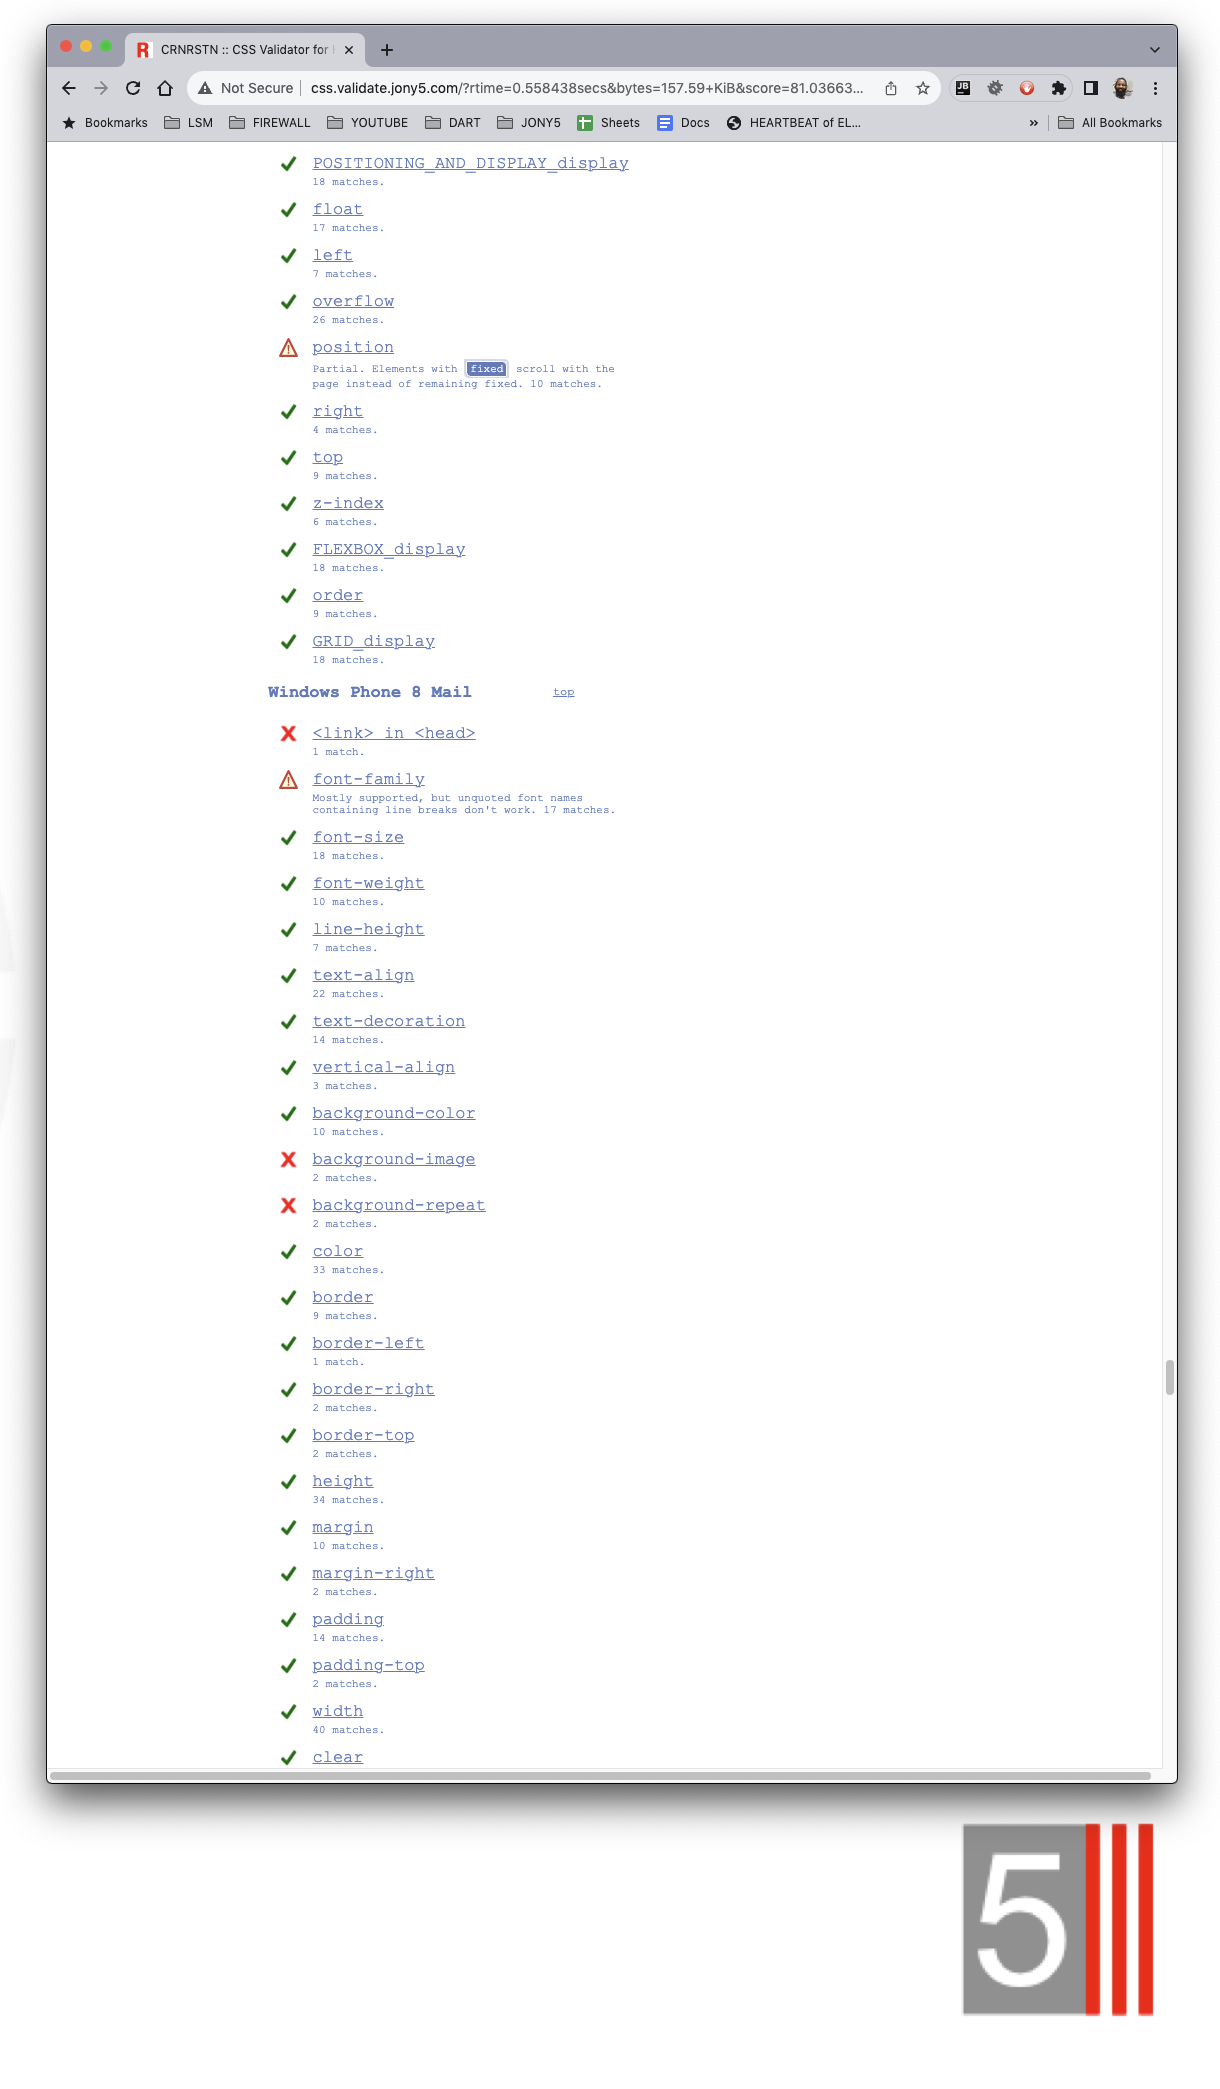 CRNRSTN :: CSS Validator for
Not Secure
css.validate.jony5.com/?rtime=0.558438secs&bytes=157.59+KiB&score=81.03663...
JB
Bookmarks
LSM
FIREWALL
YOUTUBE
DART
JONY5
Sheets
Docs
HEARTBEAT of EL...
»
All Bookmarks
POSITIONING_AND_DISPLAY_display
18 matches.
float
17 matches.
left
7 matches.
overflow
26 matches.
position
Partial. Elements with fixed scroll with the
page instead of remaining fixed. 10 matches.
right
4 matches.
top
9 matches.
z-index
6 matches.
FLEXBOX_display
18 matches.
order
9 matches.
GRID_display
18 matches.
Windows Phone 8 Mail top
<link> in <head>
1 match.
font-family
Mostly supported, but unquoted font names
containing line breaks don't work. 17 matches.
font-size
18 matches.
font-weight
10 matches.
line-height
7 matches.
text-align
22 matches.
text-decoration
14 matches.
vertical-align
3 matches.
background-color
10 matches.
background-image
2 matches.
background-repeat
2 matches.
color
33 matches.
border
9 matches.
border-left
1 match.
border-right
2 matches.
border-top
2 matches.
height
34 matches.
margin
10 matches.
margin-right
2 matches.
padding
14 matches.
padding-top
2 matches.
width
40 matches.
clear
5